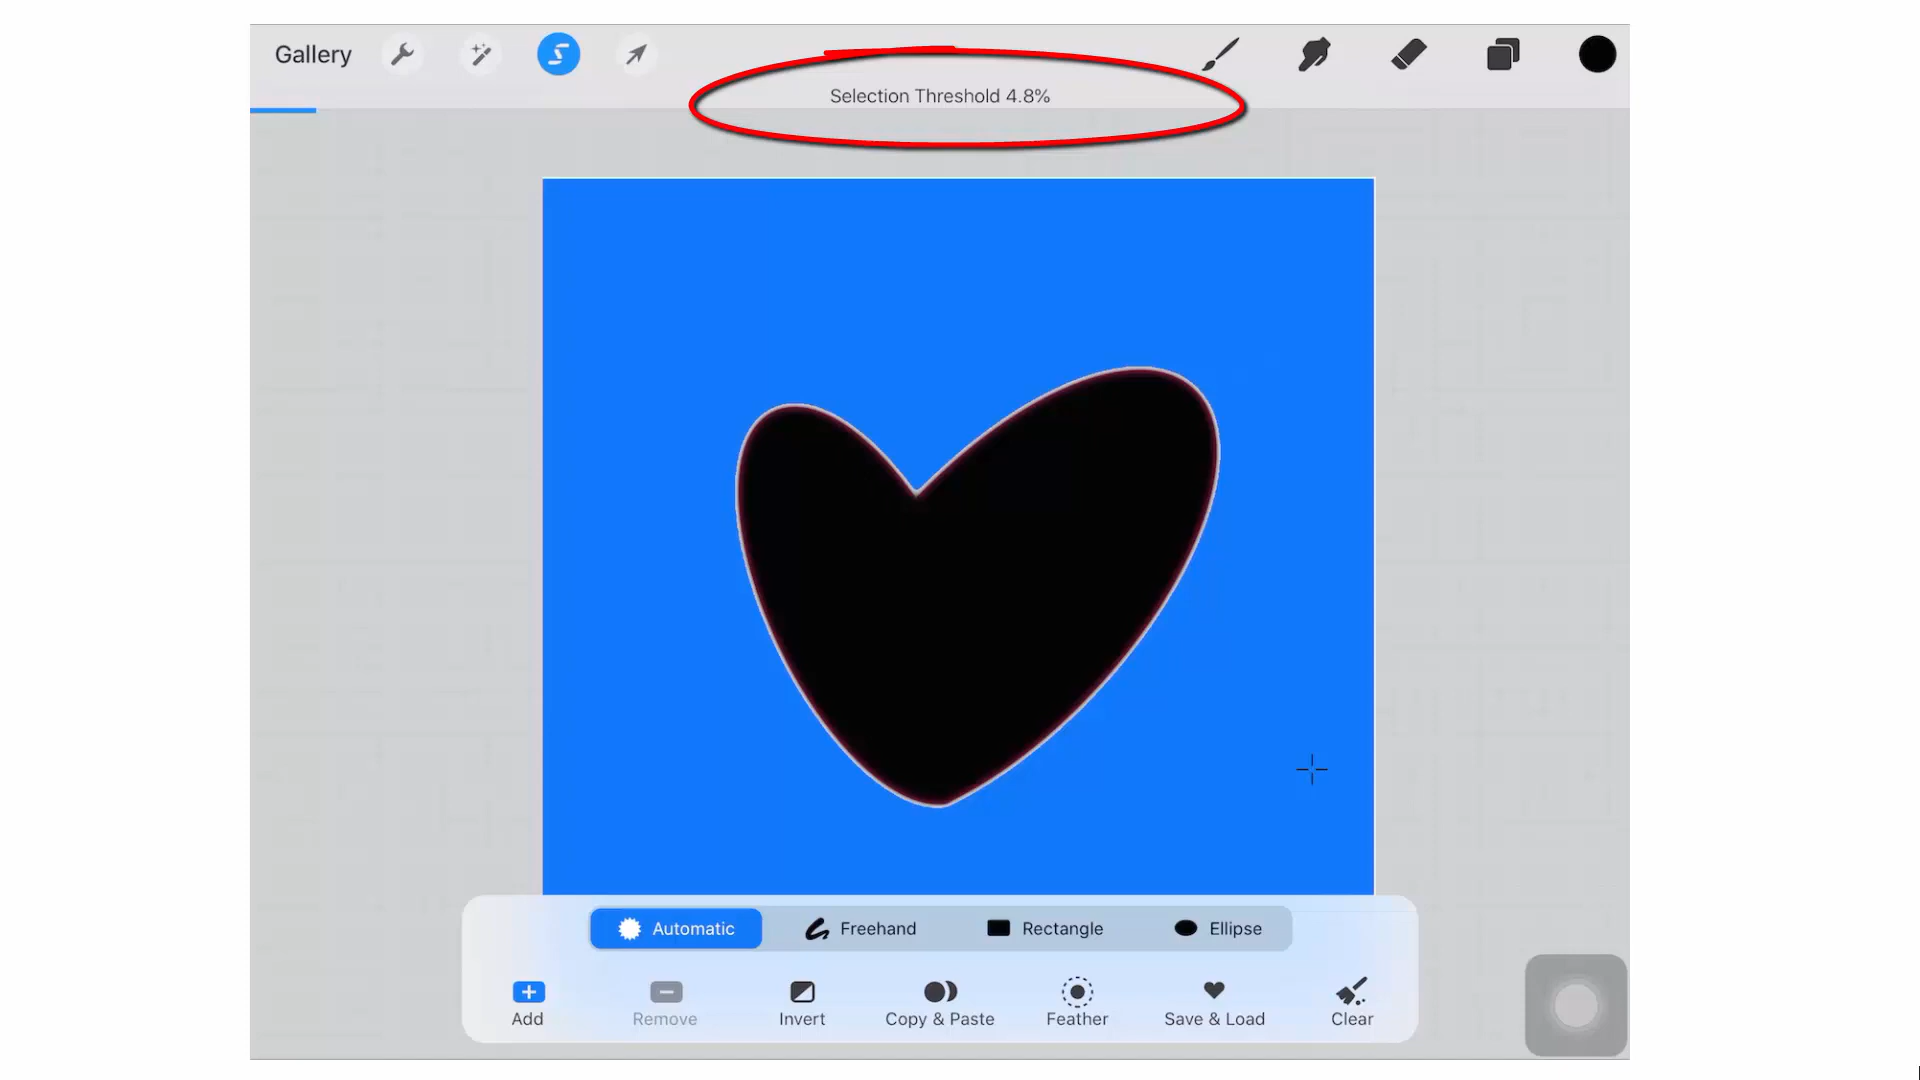 Gallery
Selection Threshold 4.8%
Automatic Freehand Rectangle Ellipse
Add Remove Invert Copy & Paste Feather Save & Load Clear